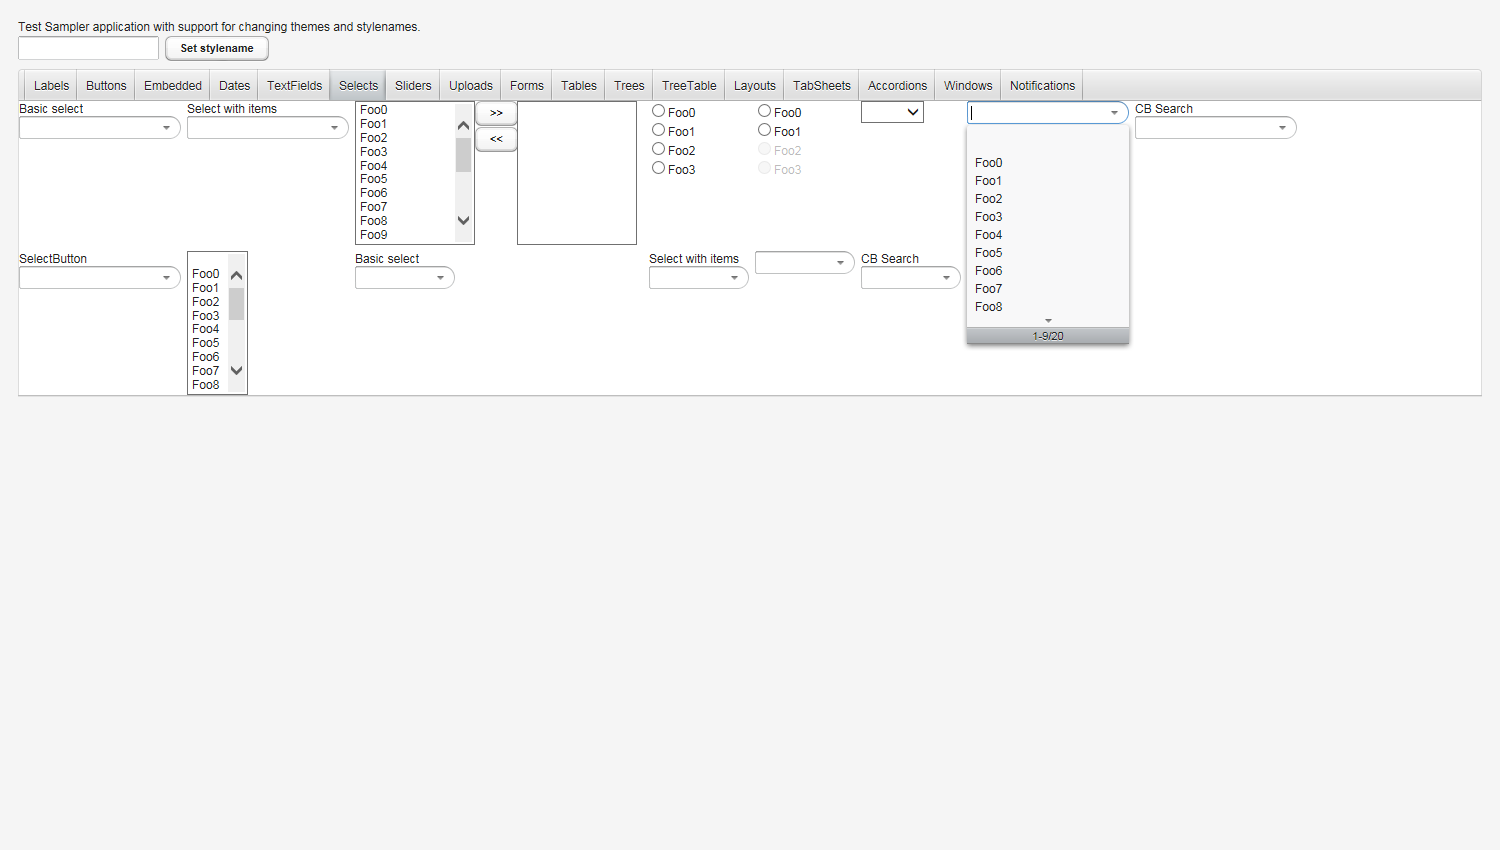 Test Sampler application with support for changing themes and stylenames.
Set stylename
Labels Buttons Embedded Dates TextFields Selects Sliders Uploads Forms Tables Trees TreeTable Layouts TabSheets Accordions Windows Notifications
Basic select
Select with items
Foo0
Foo1
Foo2
Foo3
Foo4
Foo5
Foo6
Foo7
Foo8
Foo9
>>
<<
Foo0
Foo1
Foo2
Foo3
Foo0
Foo1
Foo2
Foo3
Foo0
Foo1
Foo2
Foo3
Foo4
Foo5
Foo6
Foo7
Foo8
1-9/20
CB Search
SelectButton
Foo0
Foo1
Foo2
Foo3
Foo4
Foo5
Foo6
Foo7
Foo8
Basic select
Select with items
CB Search